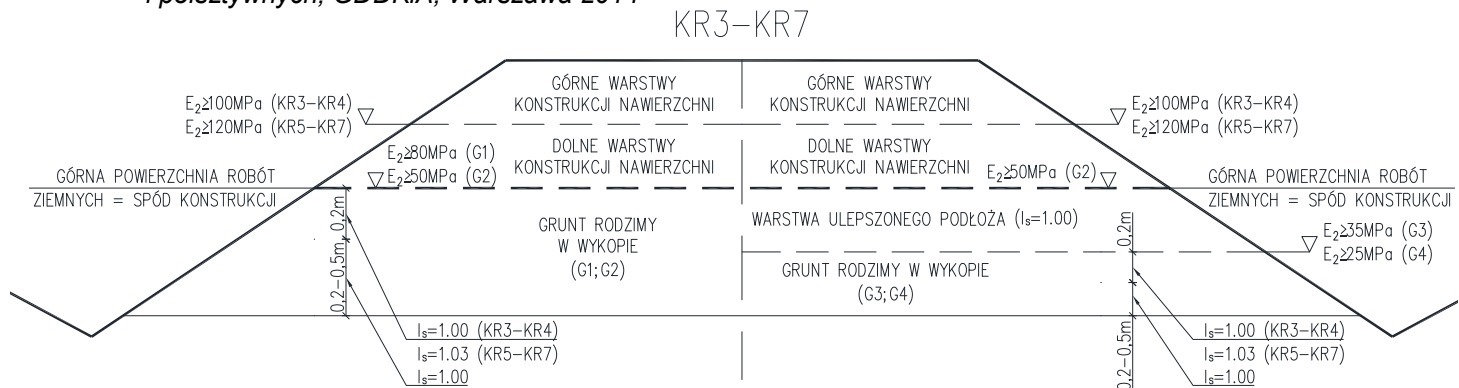 i półsztywnych, GDDKiA, Warszawa 2014
KR3-KR7
GÓRNE WARSTWY
KONSTRUKCJI NAWIERZCHNI
GÓRNE WARSTWY
KONSTRUKCJI NAWIERZCHNI
E₂≥100MPa (KR3-KR4)
E₂≥120MPa (KR5-KR7)
E₂≥100MPa (KR3-KR4)
E₂≥120MPa (KR5-KR7)
DOLNE WARSTWY
KONSTRUKCJI NAWIERZCHNI
DOLNE WARSTWY
KONSTRUKCJI NAWIERZCHNI
E₂≥80MPa (G1)
E₂≥50MPa (G2)
E₂≥50MPa (G2)
GÓRNA POWIERZCHNIA ROBÓT
ZIEMNYCH = SPÓD KONSTRUKCJI
GÓRNA POWIERZCHNIA ROBÓT
ZIEMNYCH = SPÓD KONSTRUKCJI
0,2m
0,2-0,5m
GRUNT RODZIMY
W WYKOPIE
(G1;G2)
WARSTWA ULEPSZONEGO PODŁOŻA (Iₛ=1.00)
0,2m
E₂≥35MPa (G3)
E₂≥25MPa (G4)
GRUNT RODZIMY W WYKOPIE
(G3;G4)
0,2-0,5m
Iₛ=1.00 (KR3-KR4)
Iₛ=1.03 (KR5-KR7)
Iₛ=1.00
Iₛ=1.00 (KR3-KR4)
Iₛ=1.03 (KR5-KR7)
Iₛ=1.00